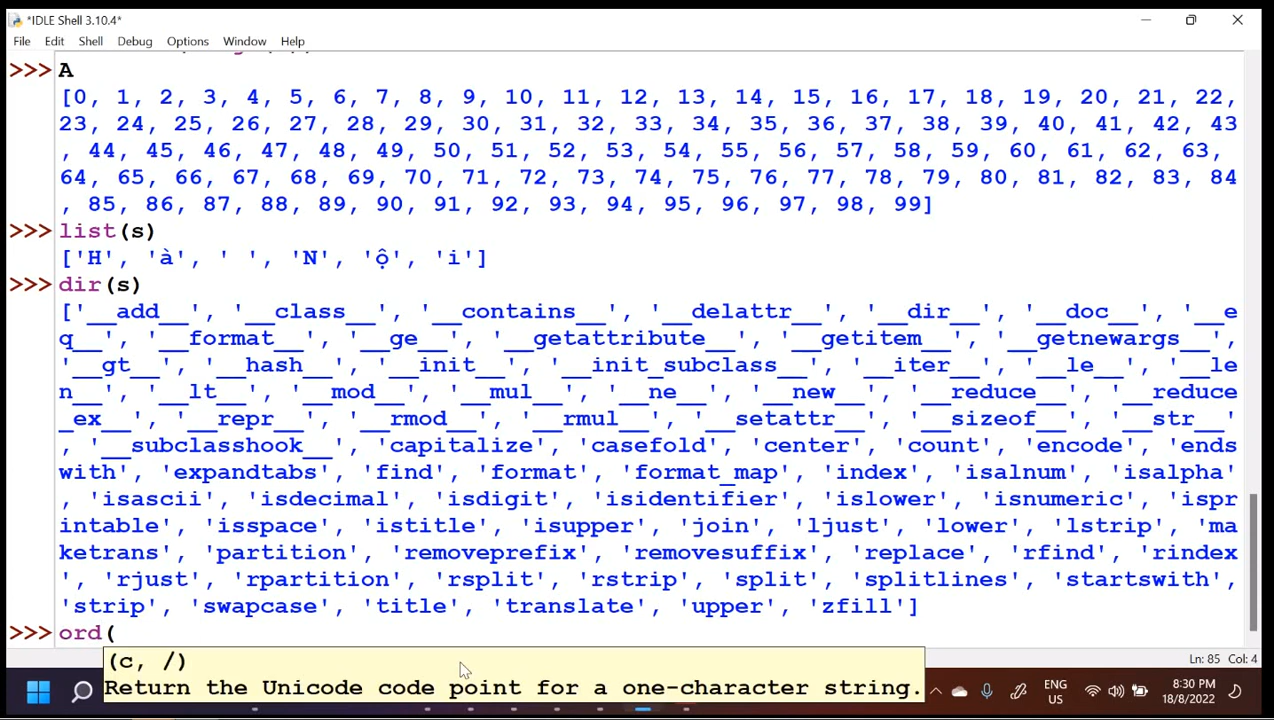 *IDLE Shell 3.10.4*
File Edit Shell Debug Options Window Help
>>> A
[0, 1, 2, 3, 4, 5, 6, 7, 8, 9, 10, 11, 12, 13, 14, 15, 16, 17, 18, 19, 20, 21, 22,
23, 24, 25, 26, 27, 28, 29, 30, 31, 32, 33, 34, 35, 36, 37, 38, 39, 40, 41, 42, 43
, 44, 45, 46, 47, 48, 49, 50, 51, 52, 53, 54, 55, 56, 57, 58, 59, 60, 61, 62, 63,
64, 65, 66, 67, 68, 69, 70, 71, 72, 73, 74, 75, 76, 77, 78, 79, 80, 81, 82, 83, 84
, 85, 86, 87, 88, 89, 90, 91, 92, 93, 94, 95, 96, 97, 98, 99]
>>> list(s)
['H', 'à', ' ', 'N', 'ộ', 'i']
>>> dir(s)
['__add__', '__class__', '__contains__', '__delattr__', '__dir__', '__doc__', '__e
q__', '__format__', '__ge__', '__getattribute__', '__getitem__', '__getnewargs__',
'__gt__', '__hash__', '__init__', '__init_subclass__', '__iter__', '__le__', '__le
n__', '__lt__', '__mod__', '__mul__', '__ne__', '__new__', '__reduce__', '__reduce
_ex__', '__repr__', '__rmod__', '__rmul__', '__setattr__', '__sizeof__', '__str__'
, '__subclasshook__', 'capitalize', 'casefold', 'center', 'count', 'encode', 'ends
with', 'expandtabs', 'find', 'format', 'format_map', 'index', 'isalnum', 'isalpha'
, 'isascii', 'isdecimal', 'isdigit', 'isidentifier', 'islower', 'isnumeric', 'ispr
intable', 'isspace', 'istitle', 'isupper', 'join', 'ljust', 'lower', 'lstrip', 'ma
ketrans', 'partition', 'removeprefix', 'removesuffix', 'replace', 'rfind', 'rindex
', 'rjust', 'rpartition', 'rsplit', 'rstrip', 'split', 'splitlines', 'startswith',
'strip', 'swapcase', 'title', 'translate', 'upper', 'zfill']
>>> ord(
(c, /)
Return the Unicode code point for a one-character string.
Ln: 85 Col: 4
ENG
US
8:30 PM
18/8/2022